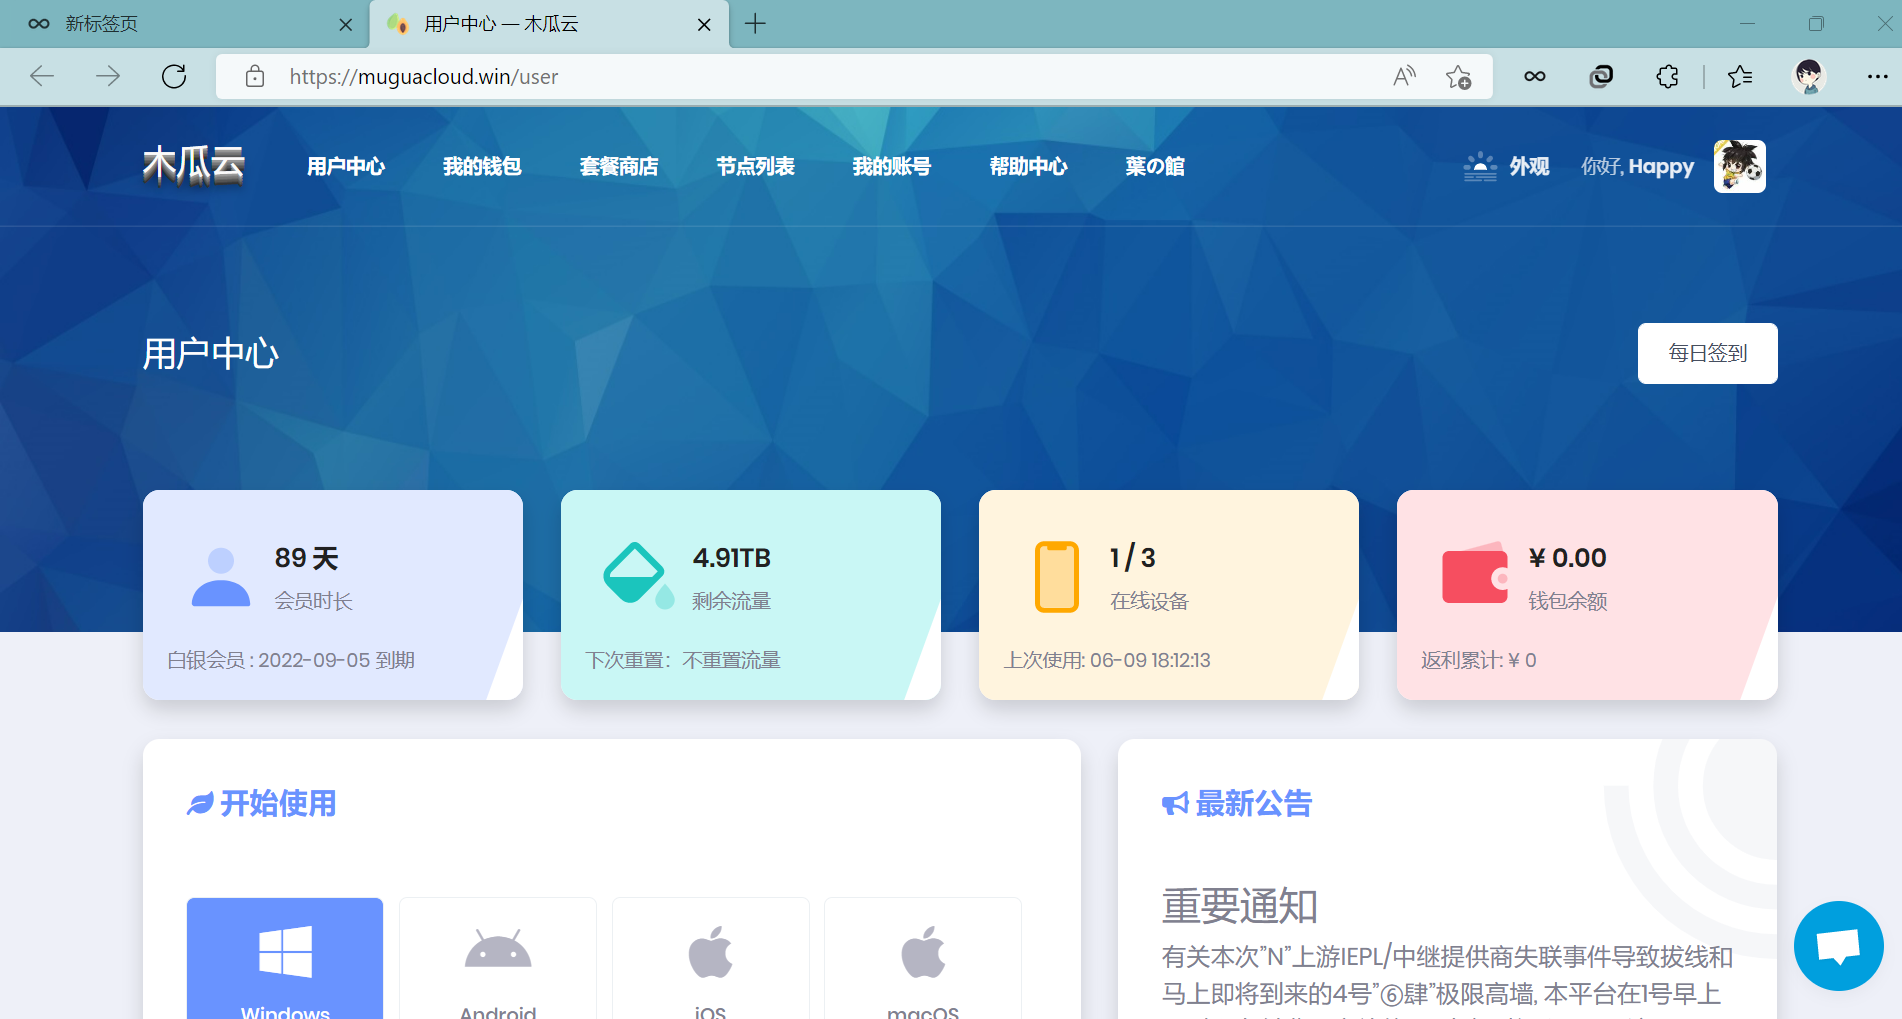 新标签页
用户中心 — 木瓜云
https://muguacloud.win/user
木瓜云
用户中心
我的钱包
套餐商店
节点列表
我的账号
帮助中心
葉の館
外观
你好, Happy
用户中心
每日签到
89 天
会员时长
白银会员 : 2022-09-05 到期
4.91TB
剩余流量
下次重置：不重置流量
1 / 3
在线设备
上次使用: 06-09 18:12:13
¥ 0.00
钱包余额
返利累计: ¥ 0
开始使用
Windows
Android
iOS
macOS
最新公告
重要通知
有关本次”N”上游IEPL/中继提供商失联事件导致拔线和
马上即将到来的4号”⑥肆”极限高墙, 本平台在1号早上